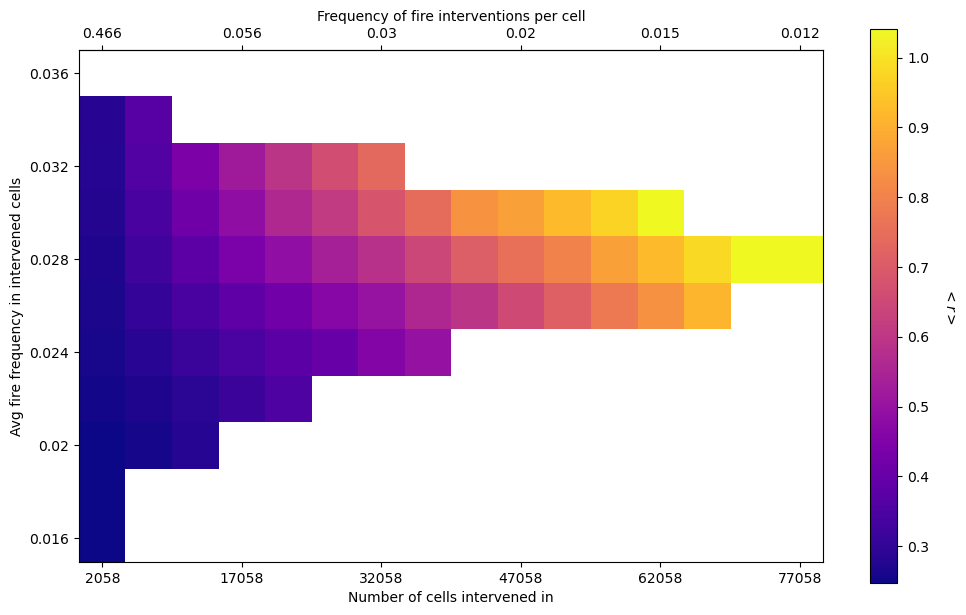 Frequency of fire interventions per cell
0.466 0.056 0.03 0.02 0.015 0.012
Avg fire frequency in intervened cells
0.036
0.032
0.028
0.024
0.02
0.016
2058 17058 32058 47058 62058 77058
Number of cells intervened in
1.0
0.9
0.8
0.7
0.6
0.5
0.4
0.3
< r >